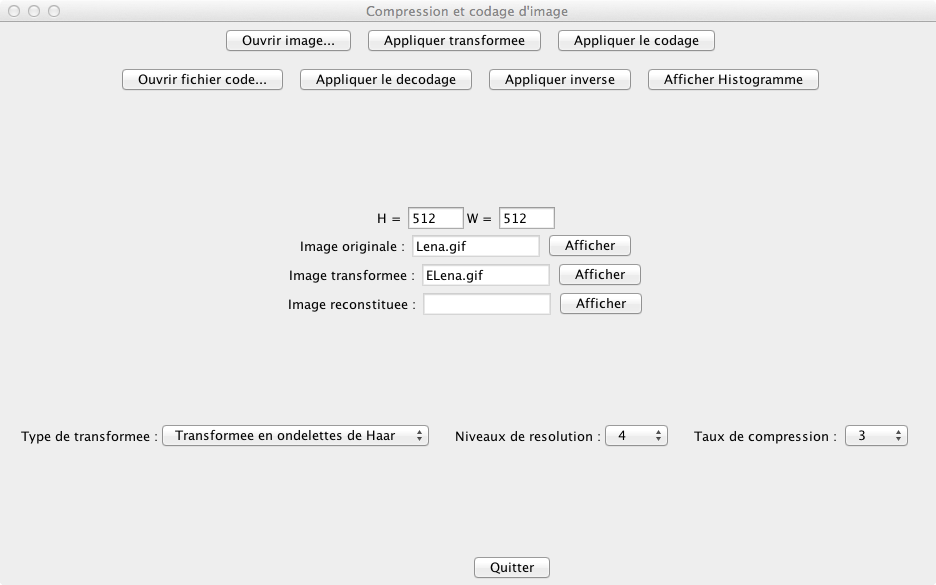 Compression et codage d'image
Ouvrir image... Appliquer transformee Appliquer le codage
Ouvrir fichier code... Appliquer le decodage Appliquer inverse Afficher Histogramme
H = 512 W = 512
Image originale : Lena.gif Afficher
Image transformee : ELena.gif Afficher
Image reconstituee : Afficher
Type de transformee : Transformee en ondelettes de Haar Niveaux de resolution : 4 Taux de compression : 3
Quitter